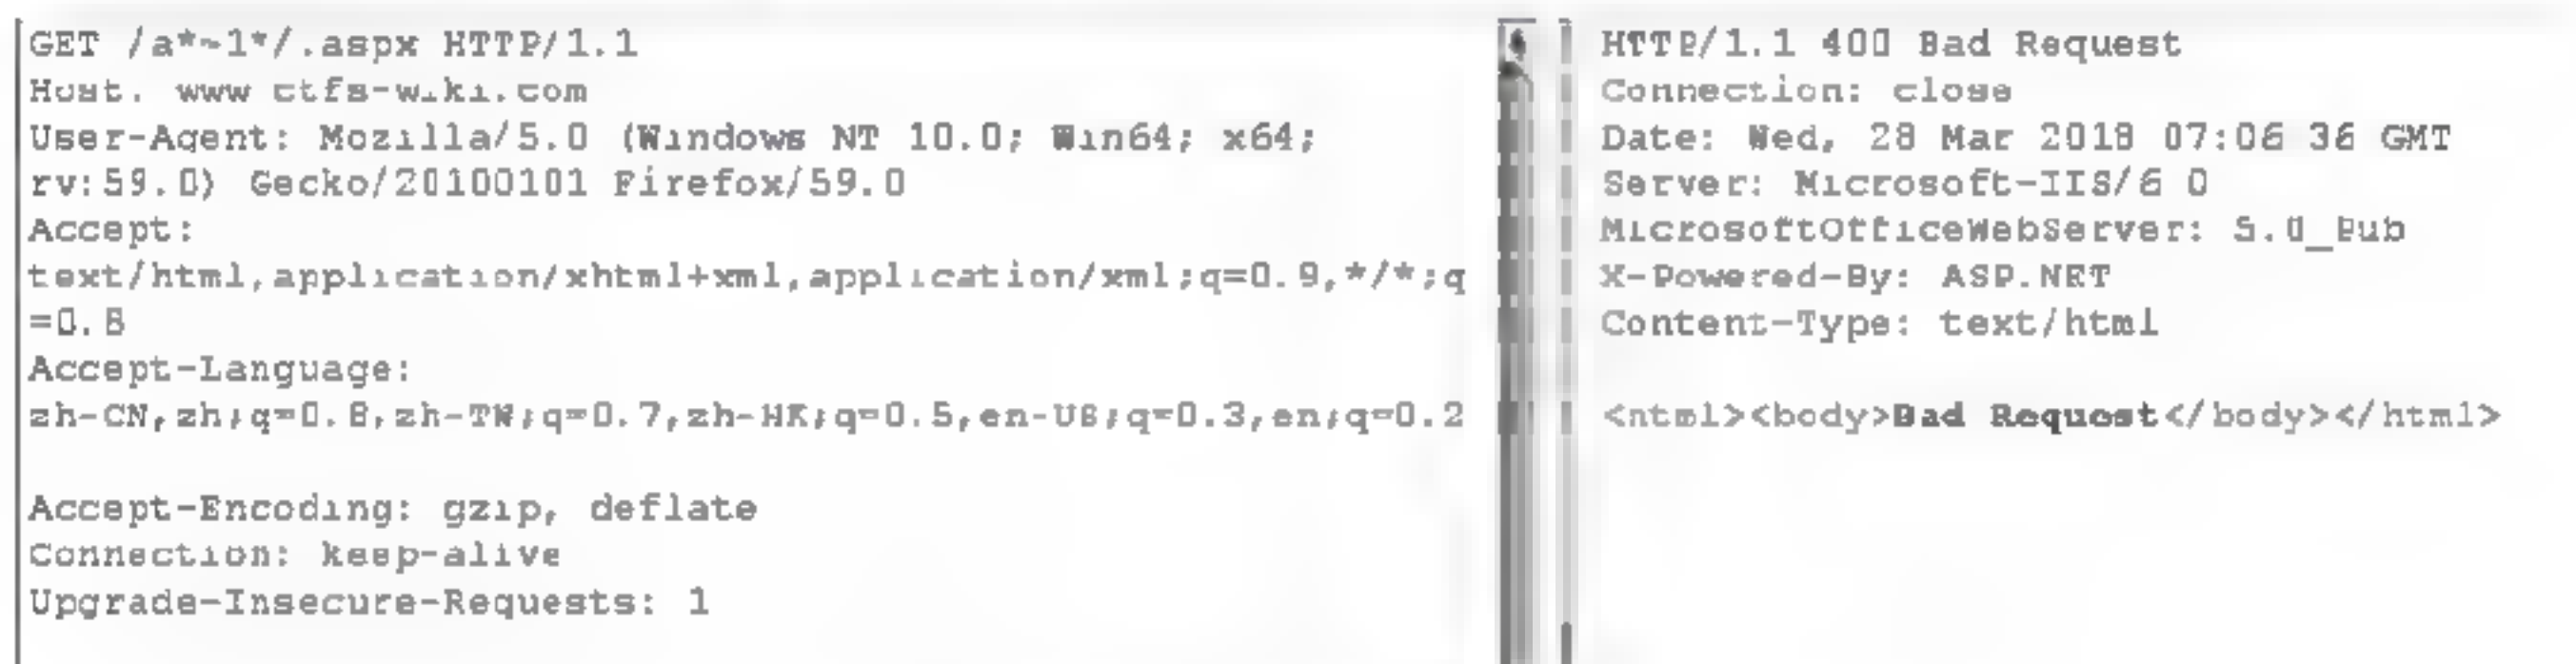 GET /a*~1*/.aspx HTTP/1.1
Host: www.ctfs-wiki.com
User-Agent: Mozilla/5.0 (Windows NT 10.0; Win64; x64;
rv:59.0) Gecko/20100101 Firefox/59.0
Accept:
text/html,application/xhtml+xml,application/xml;q=0.9,*/*;q
=0.8
Accept-Language:
zh-CN,zh;q=0.8,zh-TW;q=0.7,zh-HK;q=0.5,en-US;q=0.3,en;q=0.2
Accept-Encoding: gzip, deflate
Connection: keep-alive
Upgrade-Insecure-Requests: 1
HTTP/1.1 400 Bad Request
Connection: close
Date: Wed, 28 Mar 2018 07:06:36 GMT
Server: Microsoft-IIS/6.0
MicrosoftOfficeWebServer: 5.0_Pub
X-Powered-By: ASP.NET
Content-Type: text/html
<html><body>Bad Request</body></html>